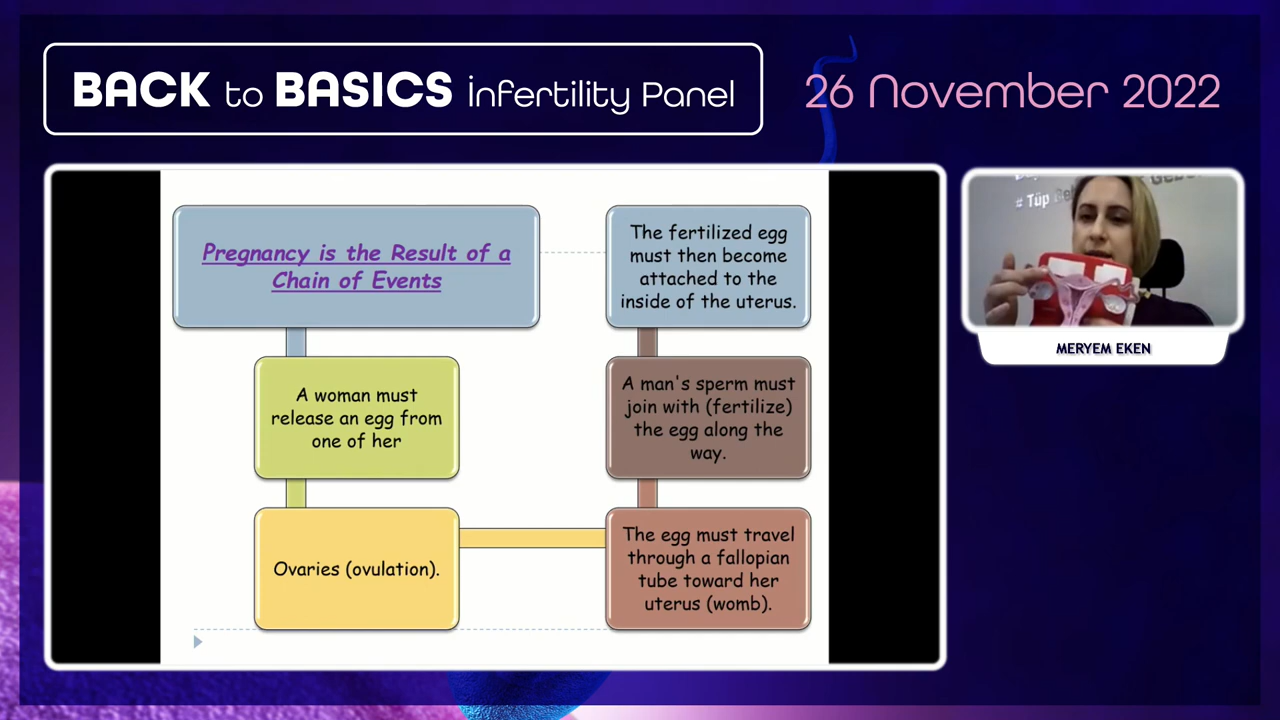 BACK to BASICS infertility Panel
26 November 2022
Pregnancy is the Result of a
Chain of Events
A woman must
release an egg from
one of her
Ovaries (ovulation).
The egg must travel
through a fallopian
tube toward her
uterus (womb).
A man's sperm must
join with (fertilize)
the egg along the
way.
The fertilized egg
must then become
attached to the
inside of the uterus.
# Tüp
MERYEM EKEN